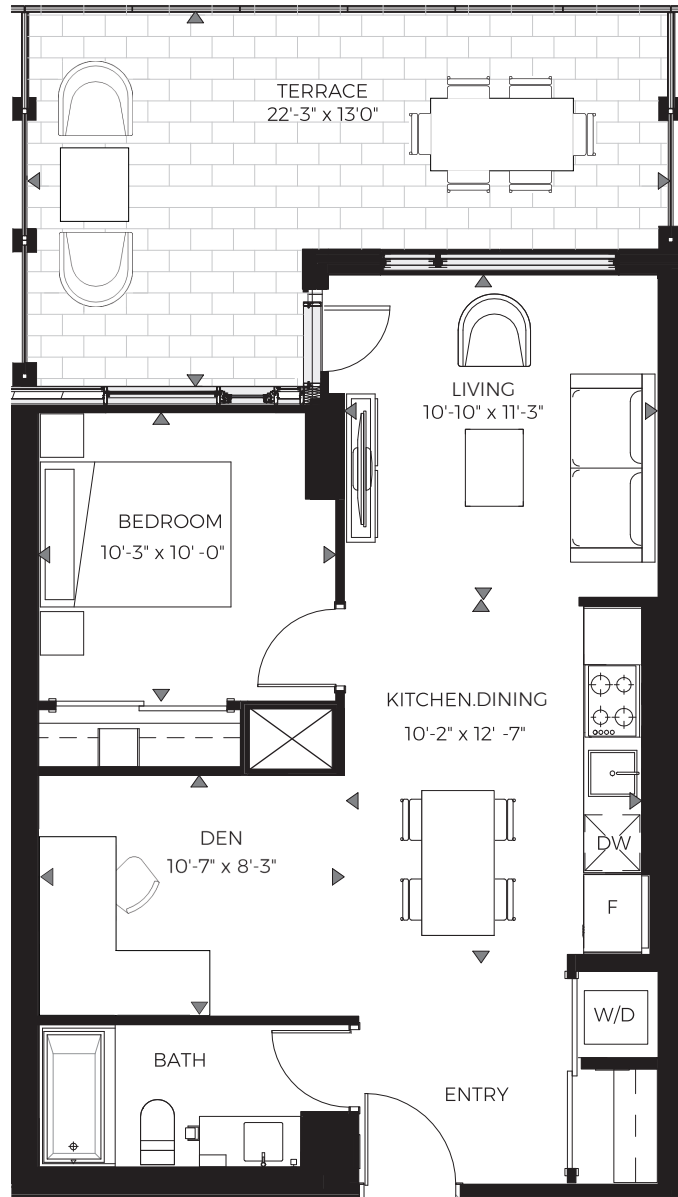 TERRACE
22'-3" x 13'0"
LIVING
10'-10" x 11'-3"
BEDROOM
10'-3" x 10' -0"
KITCHEN.DINING
10'-2" x 12' -7"
DEN
10'-7" x 8'-3"
DW
F
W/D
BATH
ENTRY